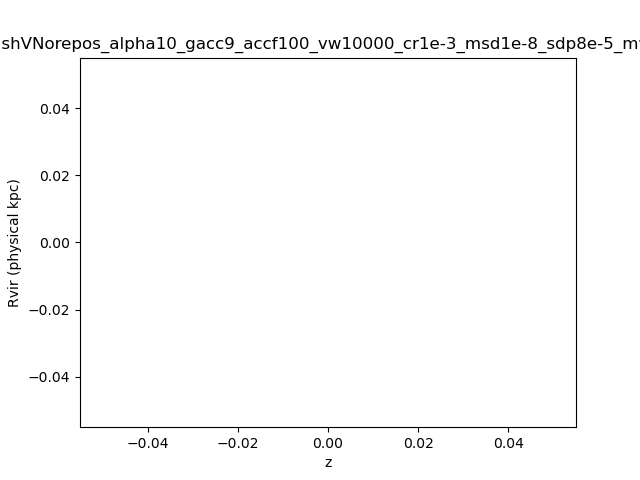 shVNorepos_alpha10_gacc9_accf100_vw10000_cr1e-3_msd1e-8_sdp8e-5_m
0.04
0.02
0.00
−0.02
−0.04
Rvir (physical kpc)
−0.04 −0.02 0.00 0.02 0.04
z